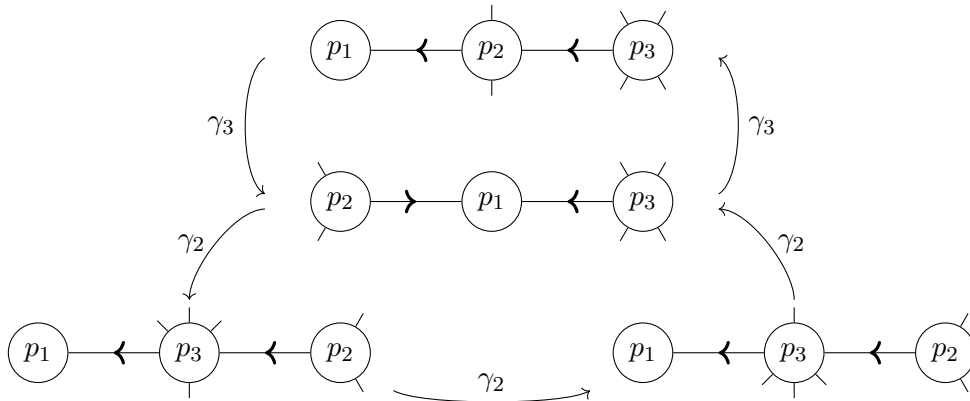 p₁ p₂ p₃
γ₃ γ₃
p₂ p₁ p₃
γ₂ γ₂
p₁ p₃ p₂ p₁ p₃ p₂
γ₂